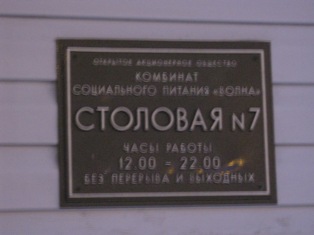 ОТКРЫТОЕ АКЦИОНЕРНОЕ ОБЩЕСТВО
КОМБИНАТ
СОЦИАЛЬНОГО ПИТАНИЯ «ВОЛНА»
СТОЛОВАЯ N7
ЧАСЫ РАБОТЫ
12.00 - 22.00
БЕЗ ПЕРЕРЫВА И ВЫХОДНЫХ